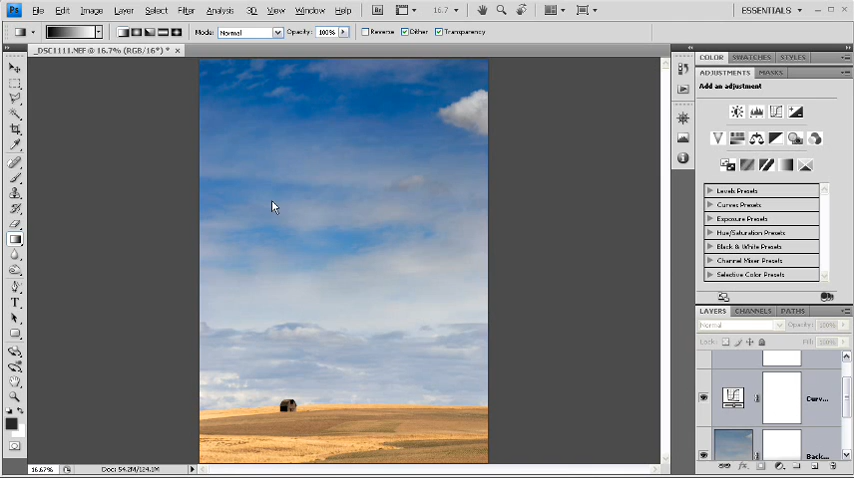 Ps File Edit Image Layer Select Filter Analysis 3D View Window Help Br 16.7 ESSENTIALS
Mode: Normal Opacity: 100% Reverse Dither Transparency
_DSC1111.NEF @ 16.7% (RGB/16*) *
COLOR SWATCHES STYLES
ADJUSTMENTS MASKS
Add an adjustment
Levels Presets
Curves Presets
Exposure Presets
Hue/Saturation Presets
Black & White Presets
Channel Mixer Presets
Selective Color Presets
LAYERS CHANNELS PATHS
Normal Opacity: 100%
Lock: Fill: 100%
Curv...
Back...
16.67% Doc: 54.2M/124.1M